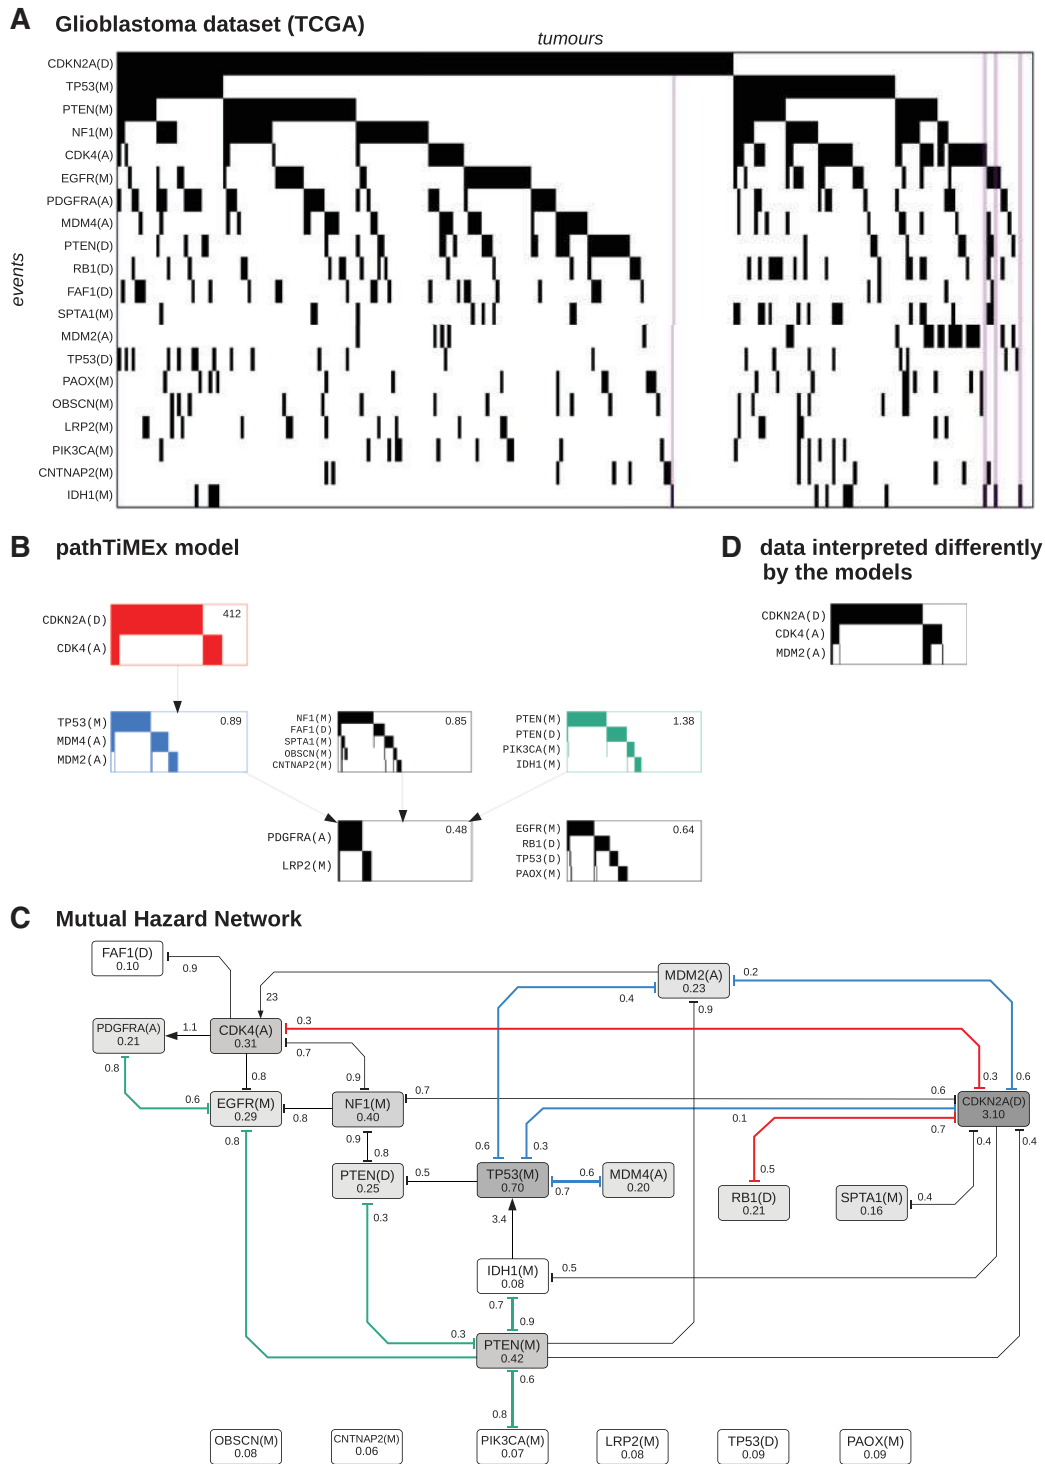 A Glioblastoma dataset (TCGA)
tumours
events
CDKN2A(D)
TP53(M)
PTEN(M)
NF1(M)
CDK4(A)
EGFR(M)
PDGFRA(A)
MDM4(A)
PTEN(D)
RB1(D)
FAF1(D)
SPTA1(M)
MDM2(A)
TP53(D)
PAOX(M)
OBSCN(M)
LRP2(M)
PIK3CA(M)
CNTNAP2(M)
IDH1(M)
B pathTiMEx model
CDKN2A(D)
CDK4(A)
412
TP53(M)
MDM4(A)
MDM2(A)
0.89
NF1(M)
FAF1(D)
SPTA1(M)
OBSCN(M)
CNTNAP2(M)
0.85
PTEN(M)
PTEN(D)
PIK3CA(M)
IDH1(M)
1.38
PDGFRA(A)
LRP2(M)
0.48
EGFR(M)
RB1(D)
TP53(D)
PAOX(M)
0.64
D data interpreted differently
by the models
CDKN2A(D)
CDK4(A)
MDM2(A)
C Mutual Hazard Network
FAF1(D)
0.10
0.9
MDM2(A)
0.23
0.2
0.4
0.9
23
PDGFRA(A)
0.21
1.1
CDK4(A)
0.31
0.3
0.7
0.8
0.8
0.9
0.3
0.6
0.6
EGFR(M)
0.29
0.8
NF1(M)
0.40
0.7
0.6
CDKN2A(D)
3.10
0.8
0.9
0.8
0.6
0.3
0.1
0.7
0.4
0.4
PTEN(D)
0.25
0.5
TP53(M)
0.70
0.6
0.7
MDM4(A)
0.20
0.5
RB1(D)
0.21
SPTA1(M)
0.16
0.4
0.3
3.4
IDH1(M)
0.08
0.5
0.7
0.9
0.3
PTEN(M)
0.42
0.6
0.8
OBSCN(M)
0.08
CNTNAP2(M)
0.06
PIK3CA(M)
0.07
LRP2(M)
0.08
TP53(D)
0.09
PAOX(M)
0.09